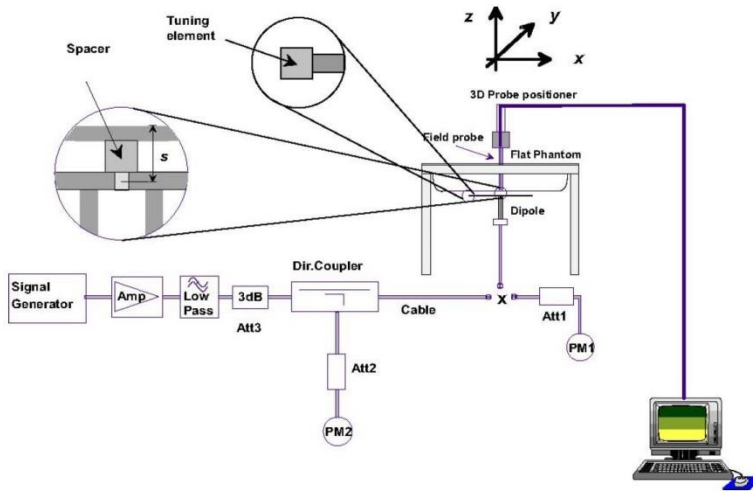 Tuning
element
Spacer
s
z
y
x
3D Probe positioner
Field probe
Flat Phantom
Dipole
Signal
Generator
Amp
Low
Pass
3dB
Att3
Dir.Coupler
Cable
x
Att1
PM1
Att2
PM2